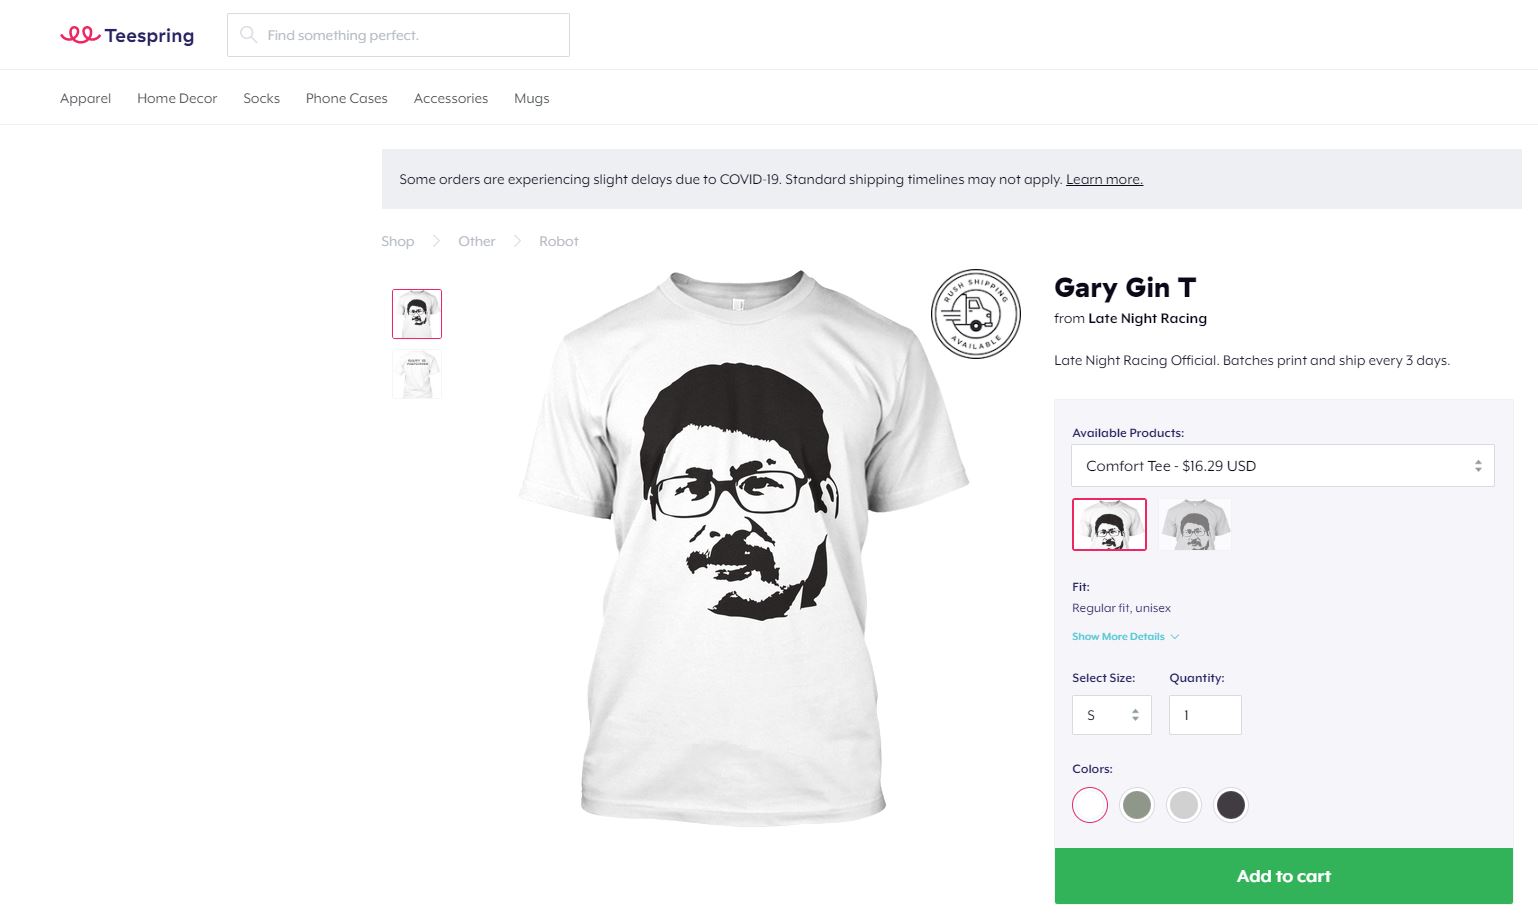 Teespring
Find something perfect.
Apparel
Home Decor
Socks
Phone Cases
Accessories
Mugs
Some orders are experiencing slight delays due to COVID-19. Standard shipping timelines may not apply. Learn more.
Shop
Other
Robot
RUSH SHIPPING
AVAILABLE
Gary Gin T
from Late Night Racing
Late Night Racing Official. Batches print and ship every 3 days.
Available Products:
Comfort Tee - $16.29 USD
Fit:
Regular fit, unisex
Show More Details
Select Size:
Quantity:
S
1
Colors:
Add to cart